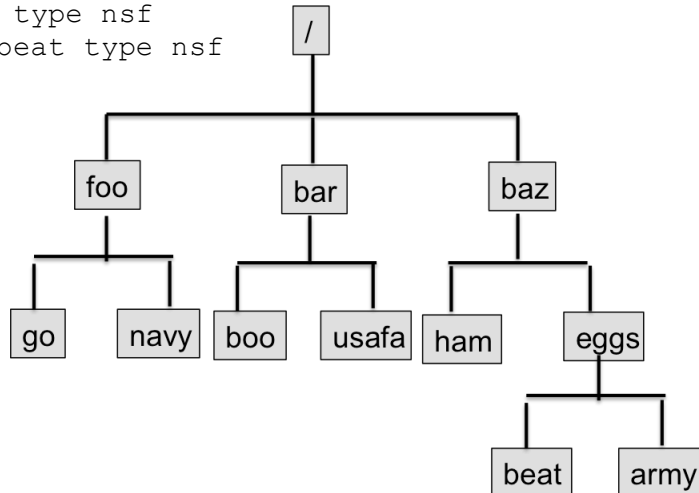 type nsf
beat type nsf
/
foo bar baz
go navy boo usafa ham eggs
beat army